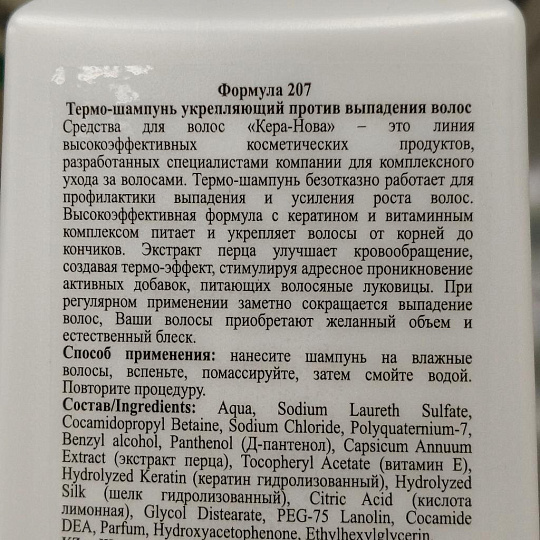 Формула 207
Термо-шампунь укрепляющий против выпадения волос
Средства для волос «Кера-Нова» – это линия
высокоэффективных косметических продуктов,
разработанных специалистами компании для комплексного
ухода за волосами. Термо-шампунь безотказно работает для
профилактики выпадения и усиления роста волос.
Высокоэффективная формула с кератином и витаминным
комплексом питает и укрепляет волосы от корней до
кончиков. Экстракт перца улучшает кровообращение,
создавая термо-эффект, стимулируя адресное проникновение
активных добавок, питающих волосяные луковицы. При
регулярном применении заметно сокращается выпадение
волос, Ваши волосы приобретают желанный объем и
естественный блеск.
Способ применения: нанесите шампунь на влажные
волосы, вспеньте, помассируйте, затем смойте водой.
Повторите процедуру.
Состав/Ingredients: Aqua, Sodium Laureth Sulfate,
Cocamidopropyl Betaine, Sodium Chloride, Polyquaternium-7,
Benzyl alcohol, Panthenol (Д-пантенол), Capsicum Annuum
Extract (экстракт перца), Tocopheryl Acetate (витамин Е),
Hydrolyzed Keratin (кератин гидролизованный), Hydrolyzed
Silk (шелк гидролизованный), Citric Acid (кислота
лимонная), Glycol Distearate, PEG-75 Lanolin, Cocamide
DEA, Parfum, Hydroxyacetophenone, Ethylhexylglycerin,